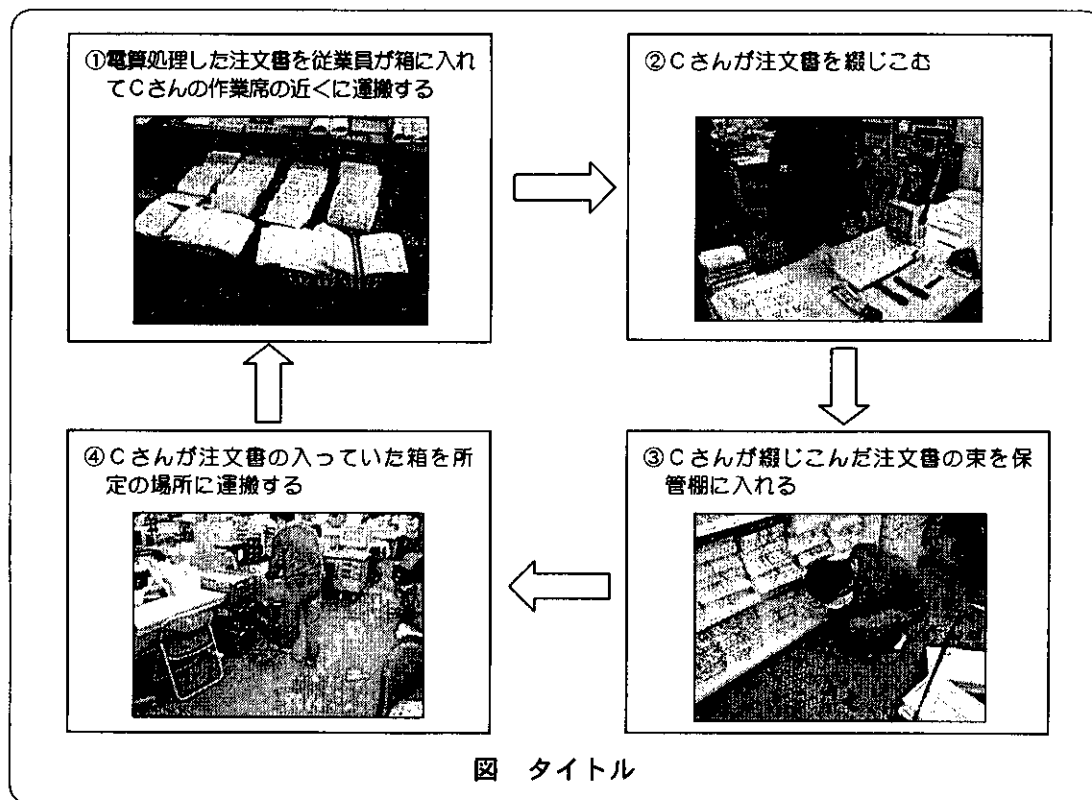 ①電算処理した注文書を従業員が箱に入れ
てCさんの作業席の近くに運搬する
②Cさんが注文書を綴じこむ
③Cさんが綴じこんだ注文書の束を保
管棚に入れる
④Cさんが注文書の入っていた箱を所
定の場所に運搬する
図　タイトル